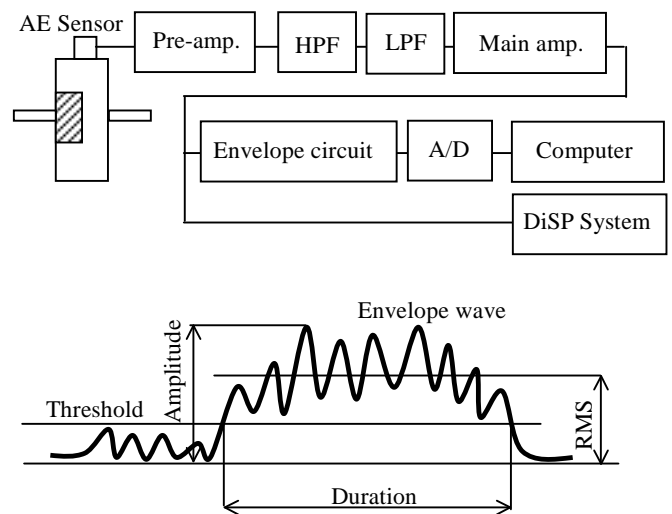 AE Sensor
Pre-amp.
HPF
LPF
Main amp.
Envelope circuit
A/D
Computer
DiSP System
Envelope wave
Amplitude
Threshold
RMS
Duration